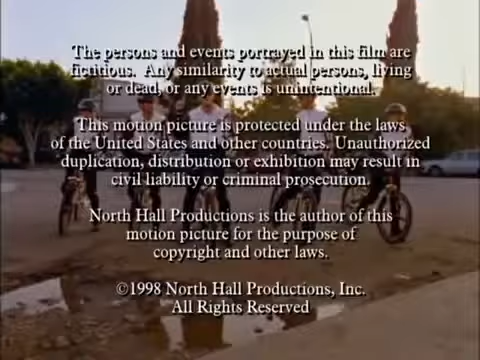 The persons and events portrayed in this film are
fictitious. Any similarity to actual persons, living
or dead, or any events is unintentional.
This motion picture is protected under the laws
of the United States and other countries. Unauthorized
duplication, distribution or exhibition may result in
civil liability or criminal prosecution.
North Hall Productions is the author of this
motion picture for the purpose of
copyright and other laws.
©1998 North Hall Productions, Inc.
All Rights Reserved